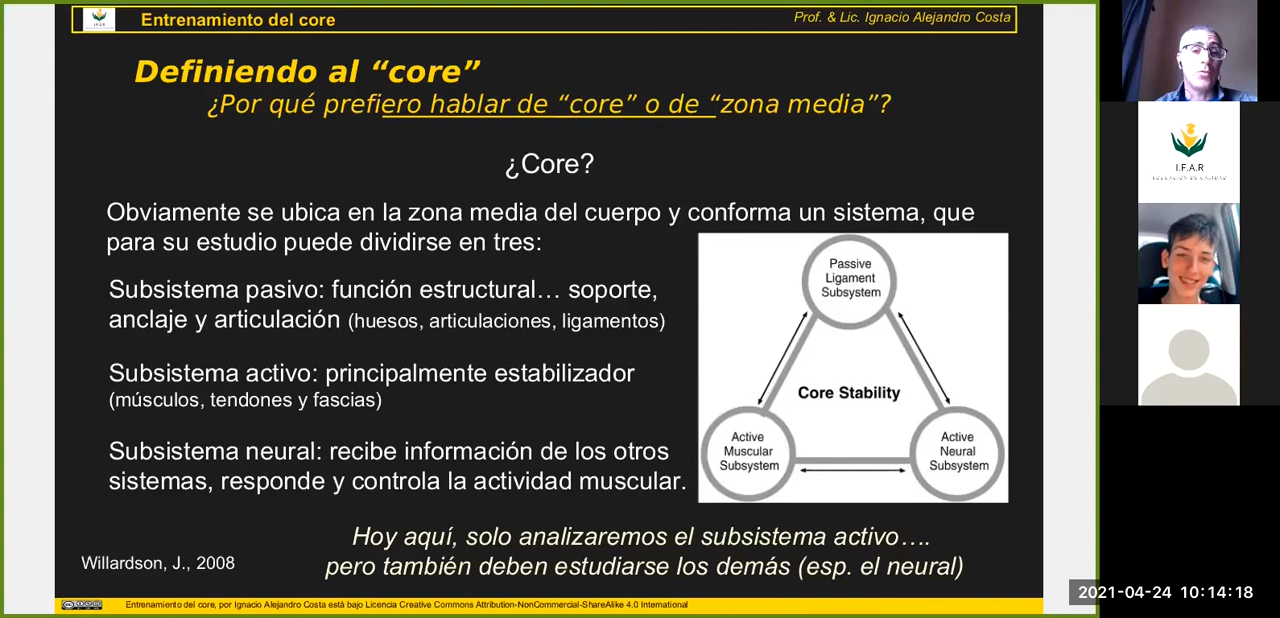 Entrenamiento del core
Prof. & Lic. Ignacio Alejandro Costa
Definiendo al “core”
¿Por qué prefiero hablar de “core” o de “zona media”?
¿Core?
Obviamente se ubica en la zona media del cuerpo y conforma un sistema, que
para su estudio puede dividirse en tres:
Subsistema pasivo: función estructural… soporte,
anclaje y articulación (huesos, articulaciones, ligamentos)
Subsistema activo: principalmente estabilizador
(músculos, tendones y fascias)
Subsistema neural: recibe información de los otros
sistemas, responde y controla la actividad muscular.
Passive
Ligament
Subsystem
Core Stability
Active
Muscular
Subsystem
Active
Neural
Subsystem
Hoy aquí, solo analizaremos el subsistema activo….
pero también deben estudiarse los demás (esp. el neural)
Willardson, J., 2008
Entrenamiento del core, por Ignacio Alejandro Costa está bajo Licencia Creative Commons Attribution-NonCommercial-ShareAlike 4.0 International
I.F.A.R
2021-04-24 10:14:18